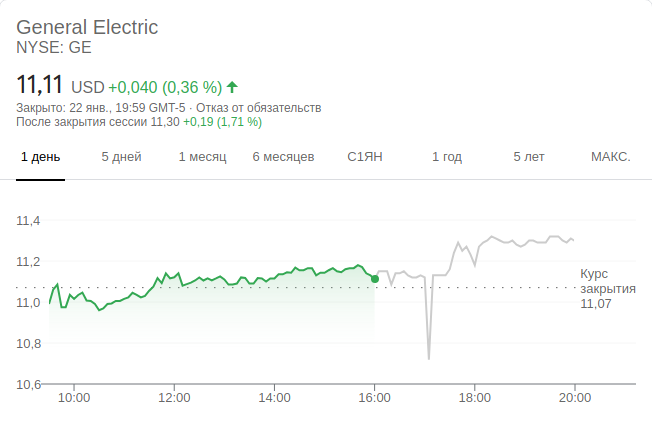 General Electric
NYSE: GE
11,11 USD +0,040 (0,36 %)
Закрыто: 22 янв., 19:59 GMT-5 · Отказ от обязательств
После закрытия сессии 11,30 +0,19 (1,71 %)
1 день 5 дней 1 месяц 6 месяцев С1ЯН 1 год 5 лет МАКС.
11,4
11,2
11,0
10,8
10,6
Курс
закрытия
11,07
10:00 12:00 14:00 16:00 18:00 20:00